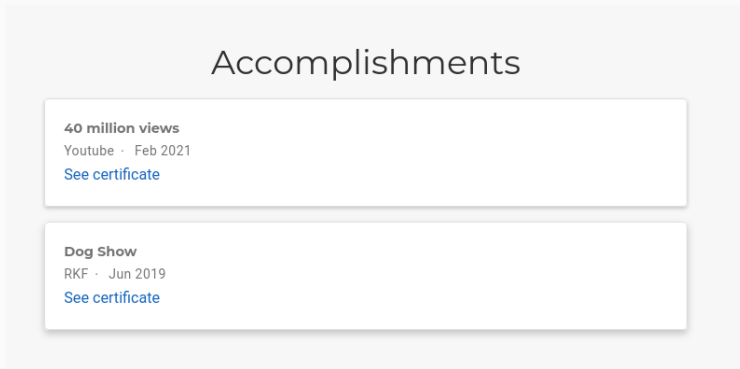 Accomplishments
40 million views
Youtube · Feb 2021
See certificate
Dog Show
RKF · Jun 2019
See certificate